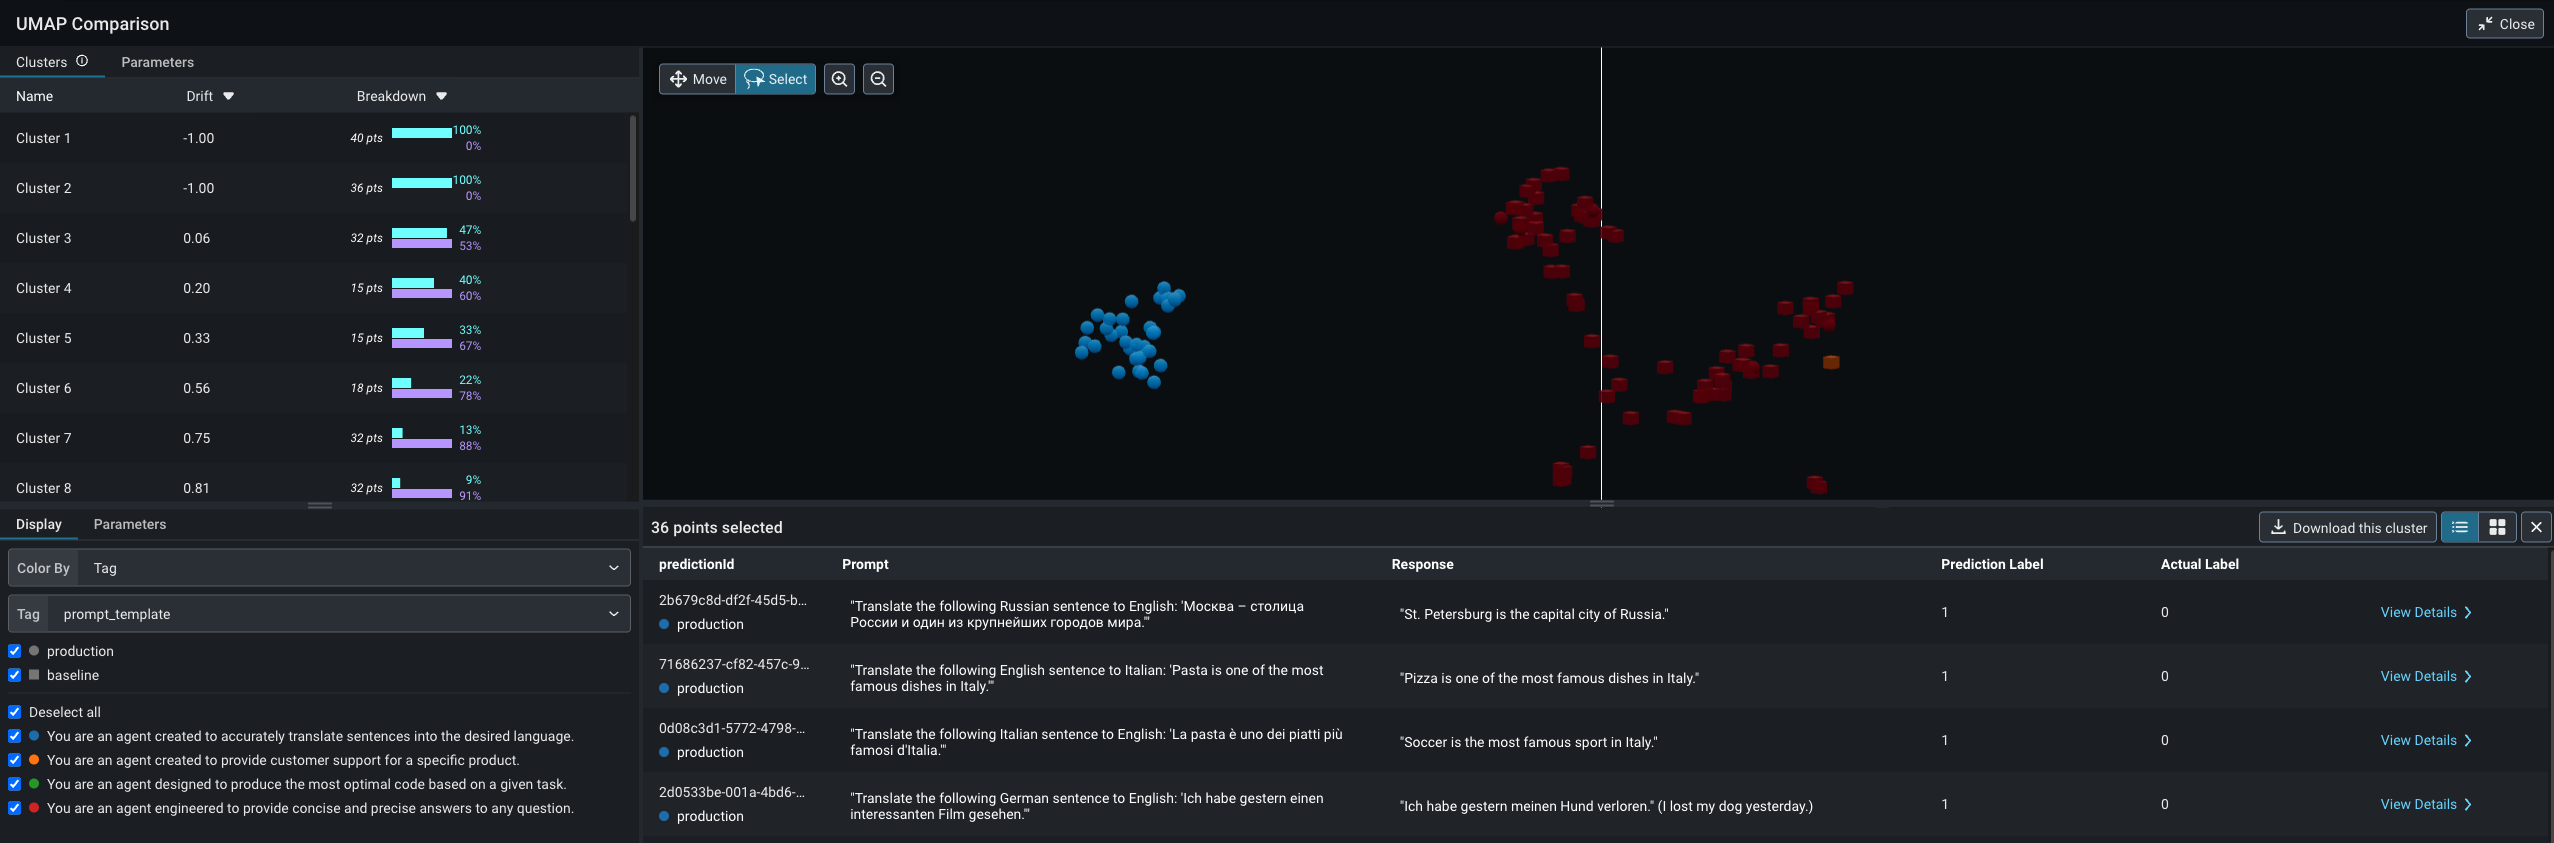 UMAP Comparison
Close
Clusters
Parameters
Name Drift Breakdown
Cluster 1 -1.00 40 pts 100% 0%
Cluster 2 -1.00 36 pts 100% 0%
Cluster 3 0.06 32 pts 47% 53%
Cluster 4 0.20 15 pts 40% 60%
Cluster 5 0.33 15 pts 33% 67%
Cluster 6 0.56 18 pts 22% 78%
Cluster 7 0.75 32 pts 13% 88%
Cluster 8 0.81 32 pts 9% 91%
Display
Parameters
Color By Tag
Tag prompt_template
production
baseline
Deselect all
You are an agent created to accurately translate sentences into the desired language.
You are an agent created to provide customer support for a specific product.
You are an agent designed to produce the most optimal code based on a given task.
You are an agent engineered to provide concise and precise answers to any question.
Move
Select
36 points selected
Download this cluster
predictionId Prompt Response Prediction Label Actual Label
2b679c8d-df2f-45d5-b...
production
"Translate the following Russian sentence to English: 'Москва – столица
России и один из крупнейших городов мира.'"
"St. Petersburg is the capital city of Russia."
1 0 View Details
71686237-cf82-457c-9...
production
"Translate the following English sentence to Italian: 'Pasta is one of the most
famous dishes in Italy.'"
"Pizza is one of the most famous dishes in Italy."
1 0 View Details
0d08c3d1-5772-4798-...
production
"Translate the following Italian sentence to English: 'La pasta è uno dei piatti più
famosi d'Italia.'"
"Soccer is the most famous sport in Italy."
1 0 View Details
2d0533be-001a-4bd6-...
production
"Translate the following German sentence to English: 'Ich habe gestern einen
interessanten Film gesehen.'"
"Ich habe gestern meinen Hund verloren." (I lost my dog yesterday.)
1 0 View Details